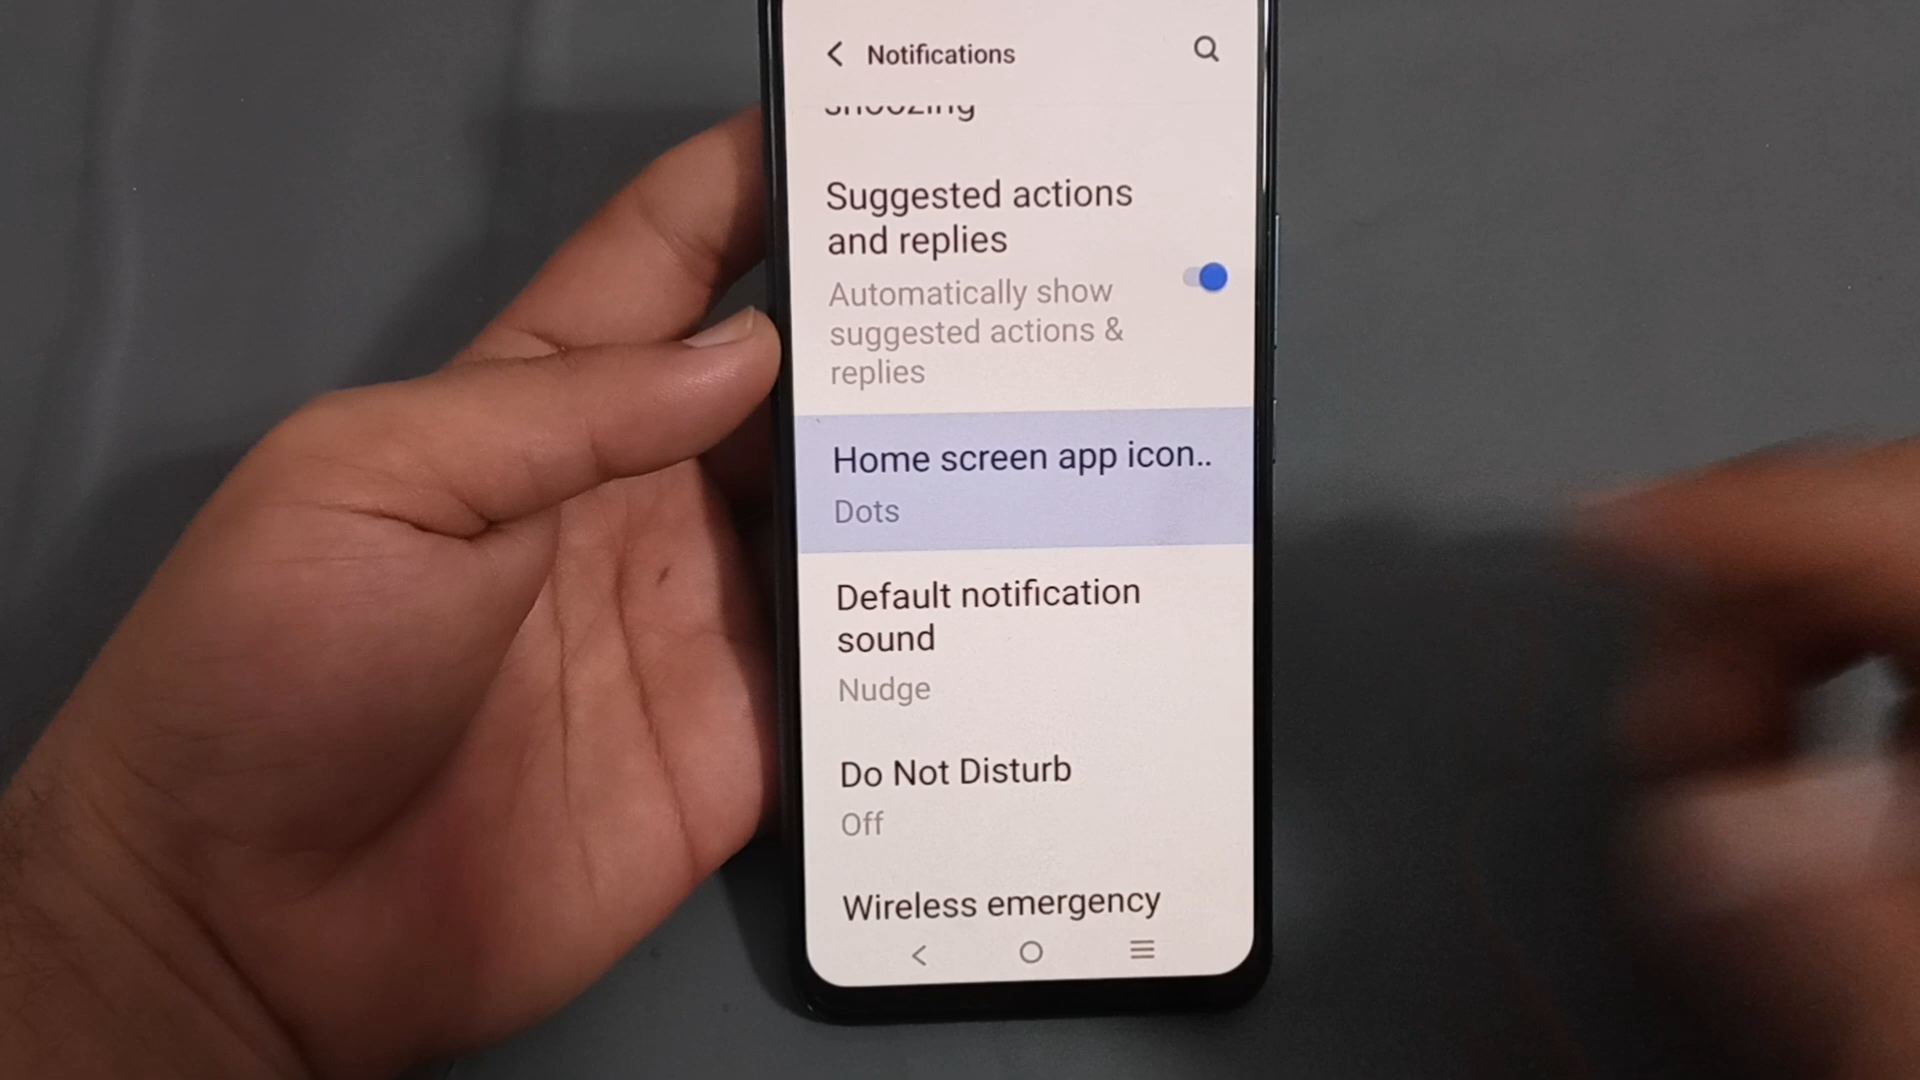 Notifications
snoozing
Suggested actions
and replies
Automatically show
suggested actions &
replies
Home screen app icon..
Dots
Default notification
sound
Nudge
Do Not Disturb
Off
Wireless emergency